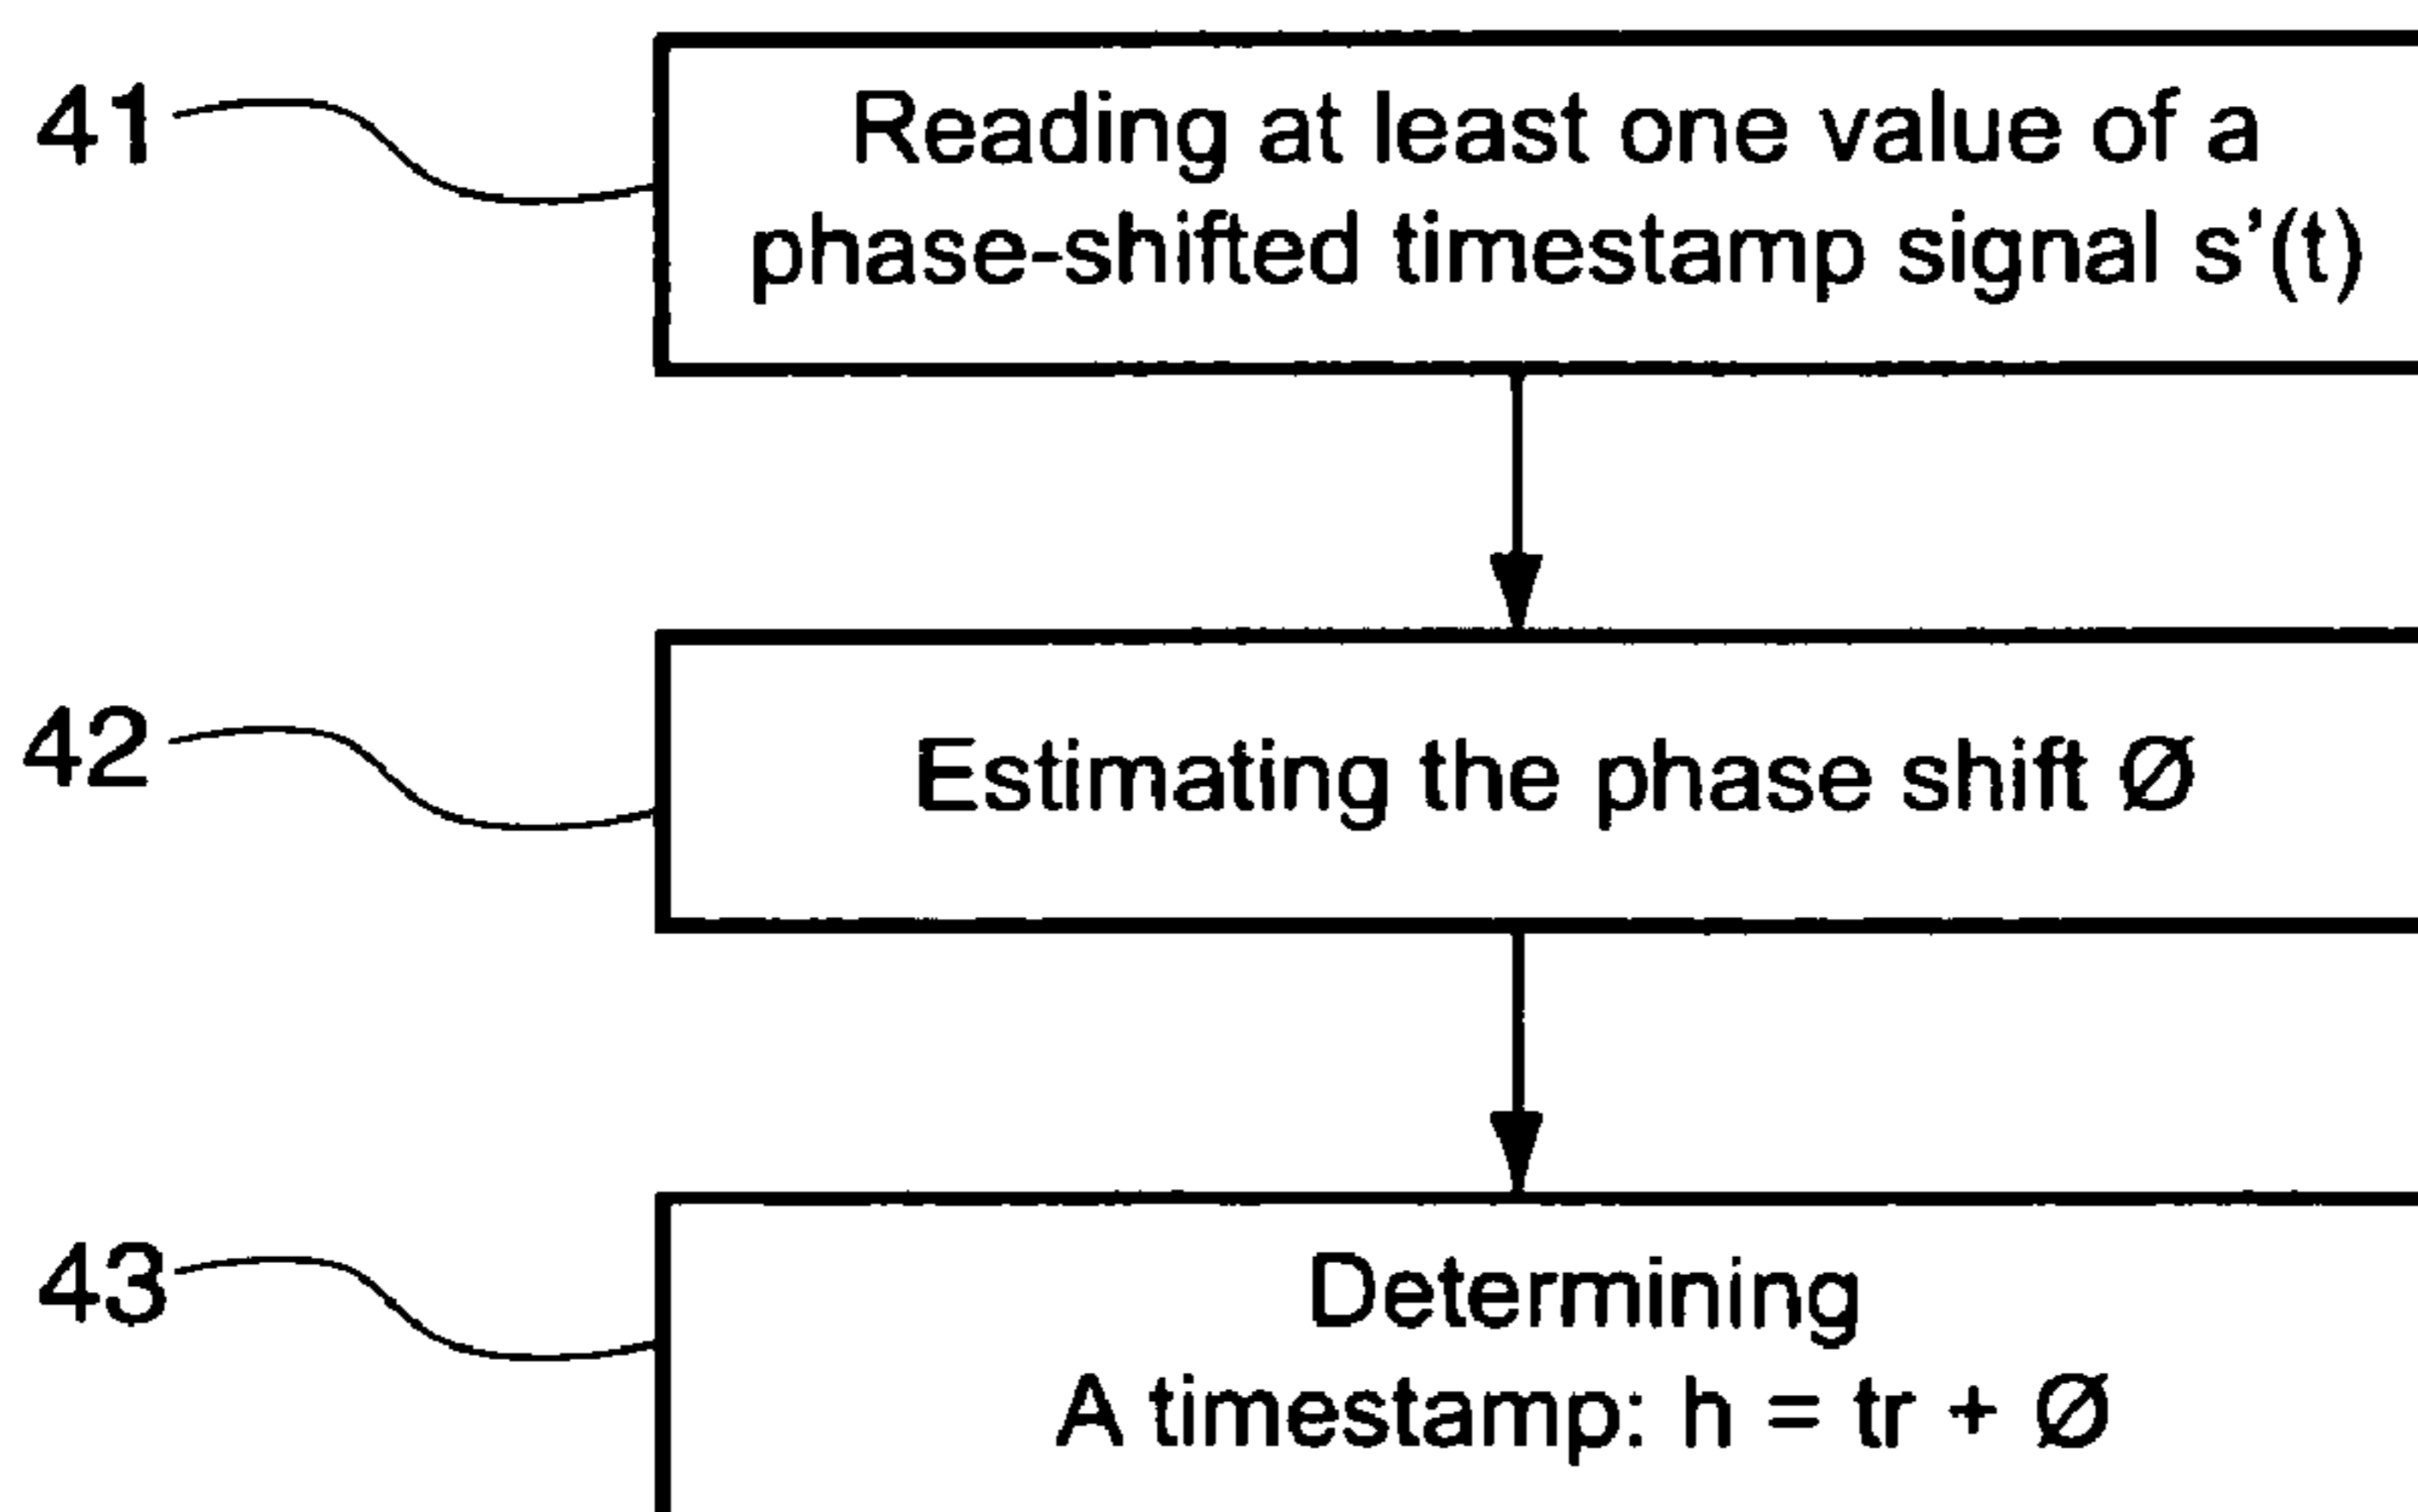 41
Reading at least one value of a
phase-shifted timestamp signal s’(t)
42
Estimating the phase shift Ø
43
Determining
A timestamp: h = tr + Ø